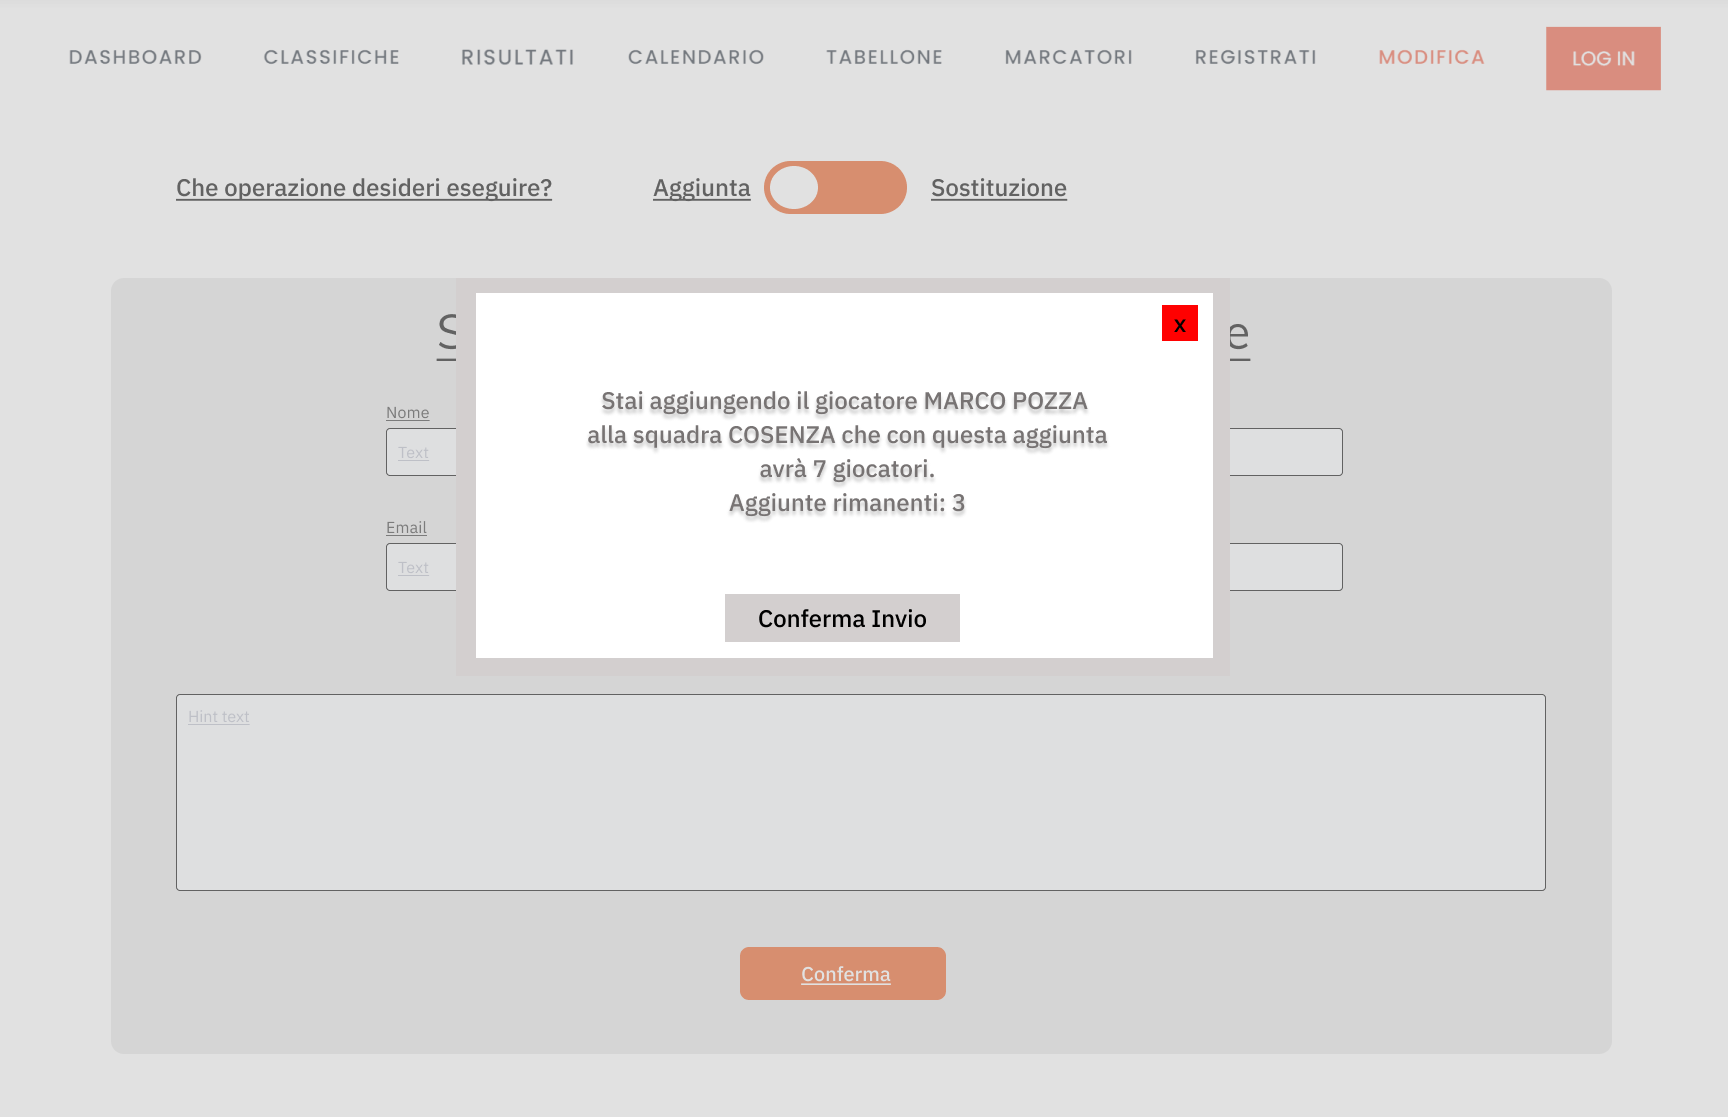 DASHBOARD CLASSIFICHE RISULTATI CALENDARIO TABELLONE MARCATORI REGISTRATI MODIFICA LOG IN
Che operazione desideri eseguire? Aggiunta Sostituzione
x
Stai aggiungendo il giocatore MARCO POZZA
alla squadra COSENZA che con questa aggiunta
avrà 7 giocatori.
Aggiunte rimanenti: 3
Conferma Invio
Nome
Text
Email
Text
Hint text
Conferma